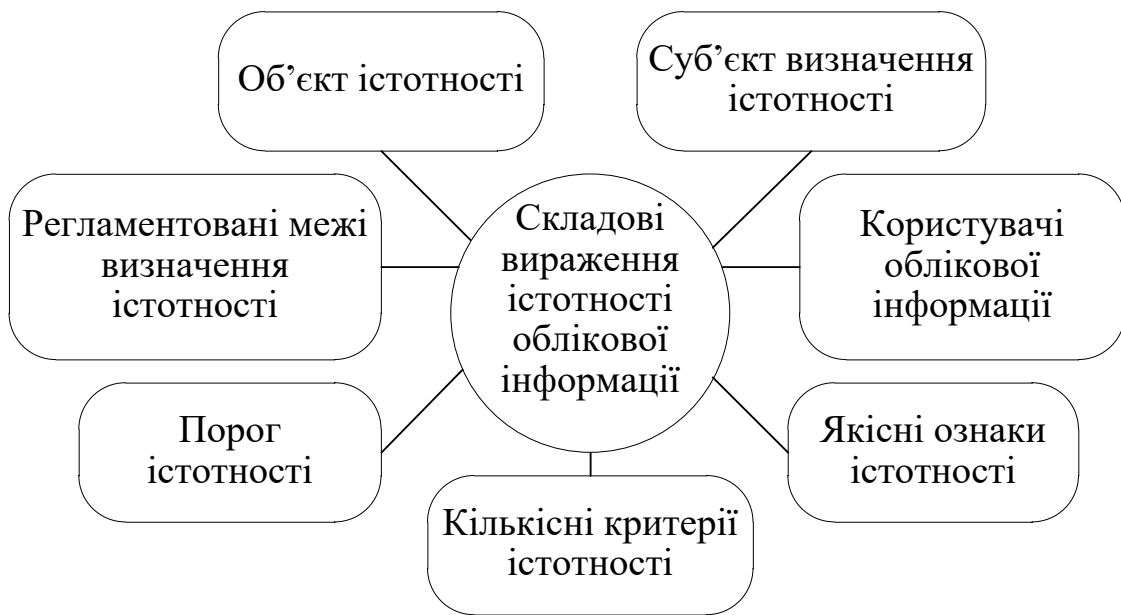 Об’єкт істотності
Суб’єкт визначення
істотності
Регламентовані межі
визначення
істотності
Складові
вираження
істотності
облікової
інформації
Користувачі
облікової
інформації
Порог
істотності
Якісні ознаки
істотності
Кількісні критерії
істотності